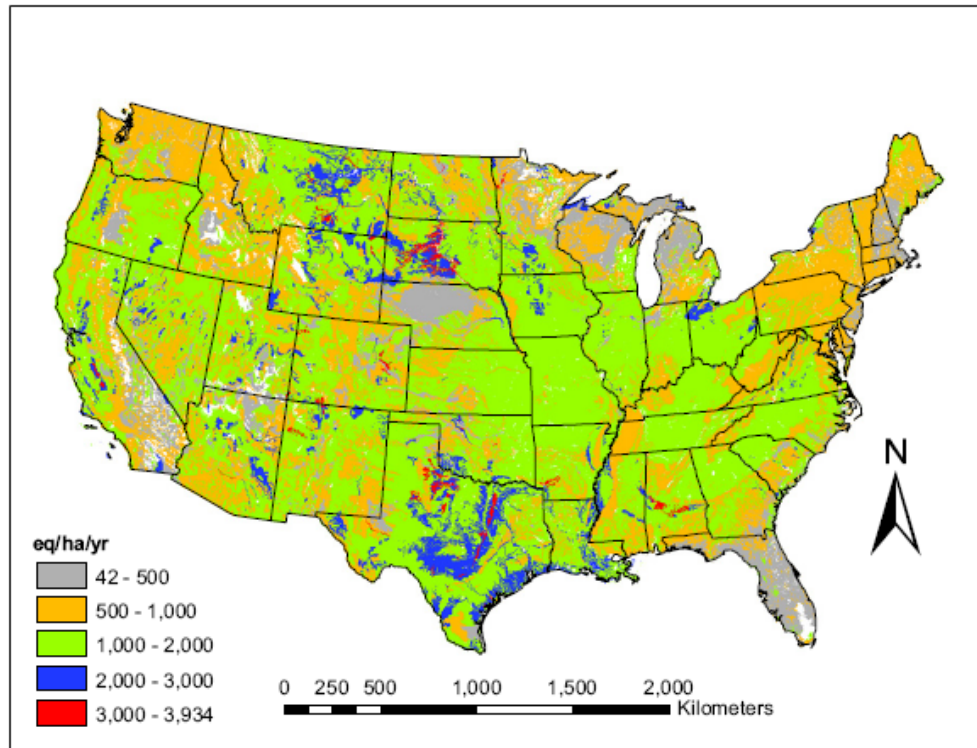 N
eq/ha/yr
42 - 500
500 - 1,000
1,000 - 2,000
2,000 - 3,000
3,000 - 3,934
0 250 500 1,000 1,500 2,000
Kilometers